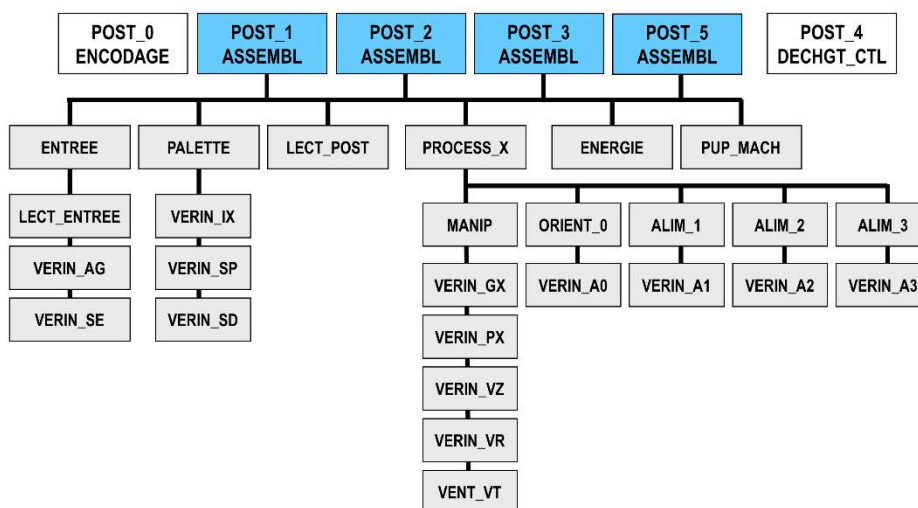 POST_0
ENCODAGE
POST_1
ASSEMBL
POST_2
ASSEMBL
POST_3
ASSEMBL
POST_5
ASSEMBL
POST_4
DECHGT_CTL
ENTREE
PALETTE
LECT_POST
PROCESS_X
ENERGIE
PUP_MACH
LECT_ENTREE
VERIN_IX
MANIP
ORIENT_0
ALIM_1
ALIM_2
ALIM_3
VERIN_AG
VERIN_SP
VERIN_GX
VERIN_A0
VERIN_A1
VERIN_A2
VERIN_A3
VERIN_SE
VERIN_SD
VERIN_PX
VERIN_VZ
VERIN_VR
VENT_VT